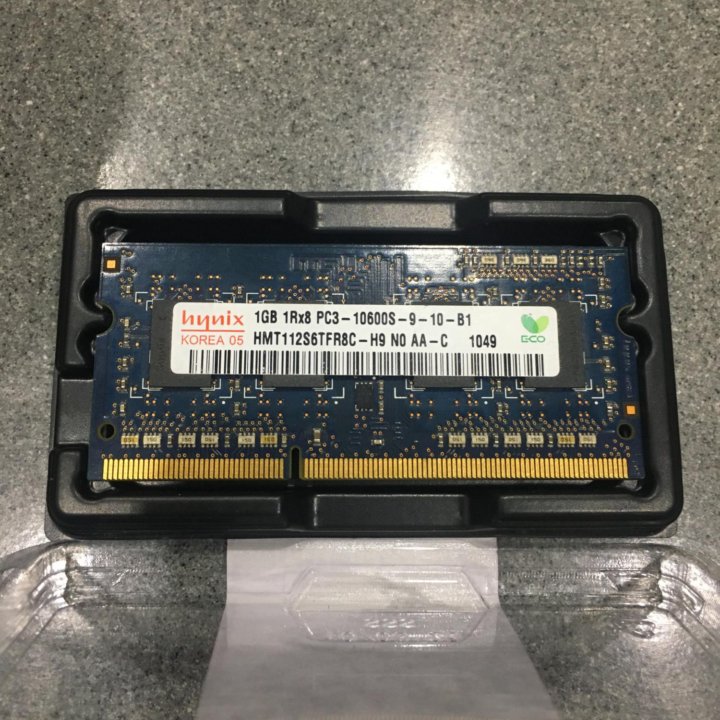 hynix
KOREA 05
1GB 1Rx8 PC3-10600S-9-10-B1
HMT112S6TFR8C-H9 N0 AA-C 1049
ECO